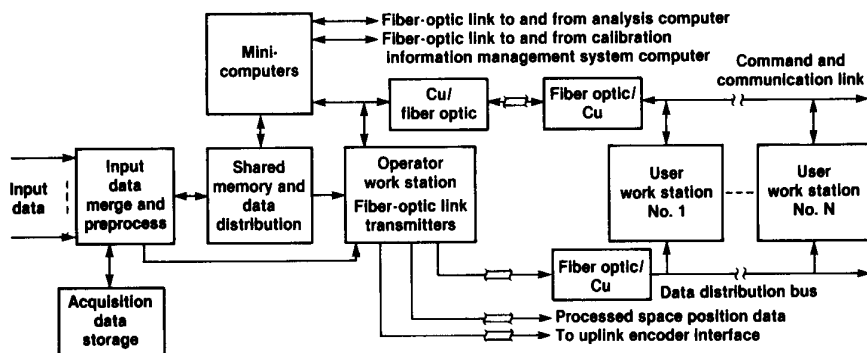 Fiber-optic link to and from analysis computer
Fiber-optic link to and from calibration
information management system computer
Mini-
computers
Command and
communication link
Cu/
fiber optic
Fiber optic/
Cu
Input
data
Input
data
merge and
preprocess
Shared
memory and
data
distribution
Operator
work station
Fiber-optic link
transmitters
User
work station
No. 1
User
work station
No. N
Fiber optic/
Cu
Data distribution bus
Acquisition
data
storage
Processed space position data
To uplink encoder interface